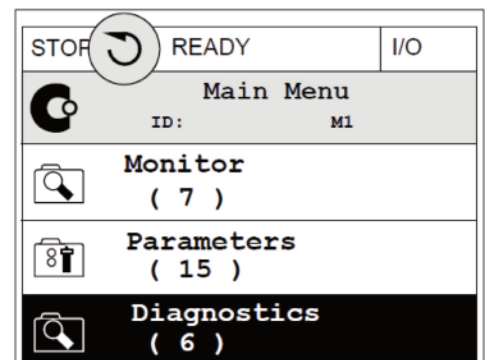 STOP READY I/O
Main Menu
ID: M1
Monitor
( 7 )
Parameters
( 15 )
Diagnostics
( 6 )